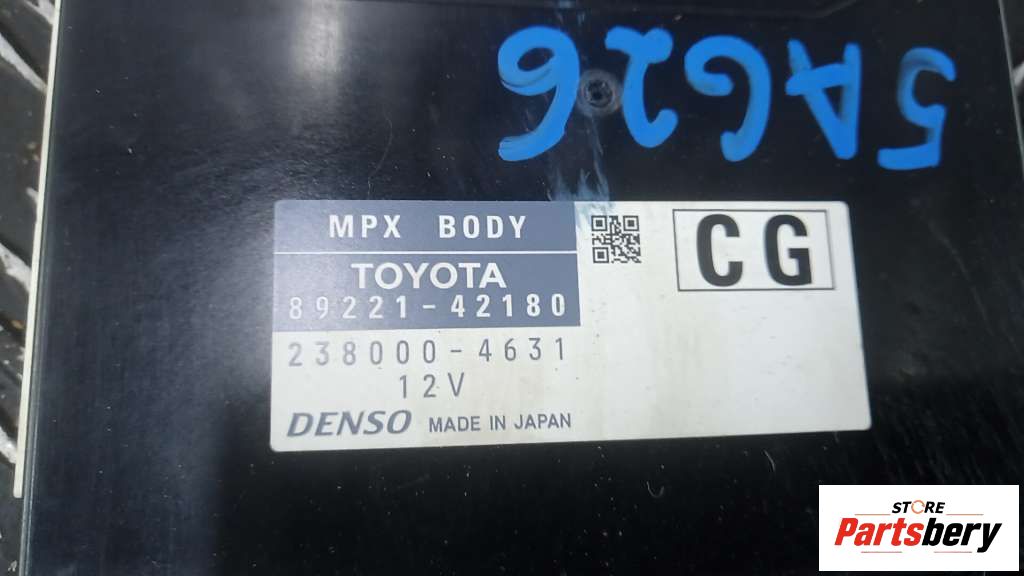 5AG26
MPX BODY
TOYOTA
89221-42180
238000-4631
12V
DENSO MADE IN JAPAN
CG
STORE
Partsbery